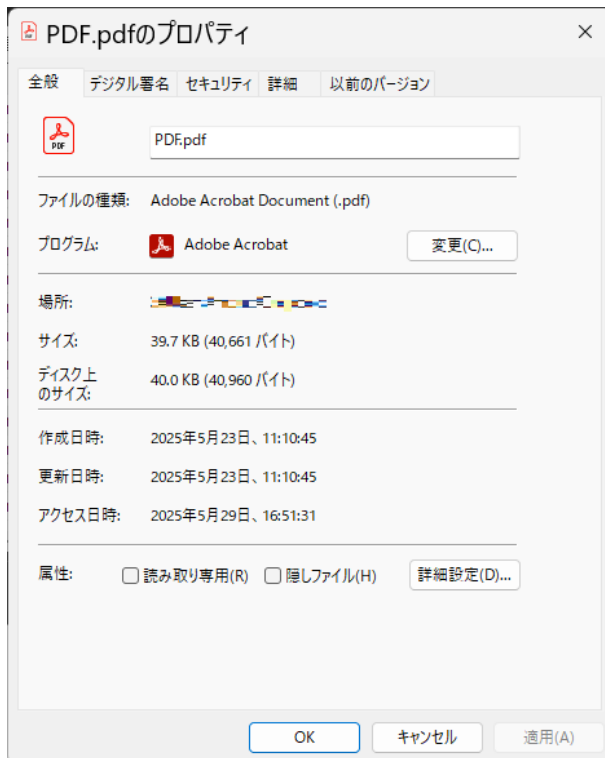 PDF.pdfのプロパティ
全般 デジタル署名 セキュリティ 詳細 以前のバージョン
PDF
PDF.pdf
ファイルの種類: Adobe Acrobat Document (.pdf)
プログラム: Adobe Acrobat 変更(C)...
場所:
サイズ: 39.7 KB (40,661 バイト)
ディスク上
のサイズ: 40.0 KB (40,960 バイト)
作成日時: 2025年5月23日、11:10:45
更新日時: 2025年5月23日、11:10:45
アクセス日時: 2025年5月29日、16:51:31
属性: 読み取り専用(R) 隠しファイル(H) 詳細設定(D)...
OK キャンセル 適用(A)